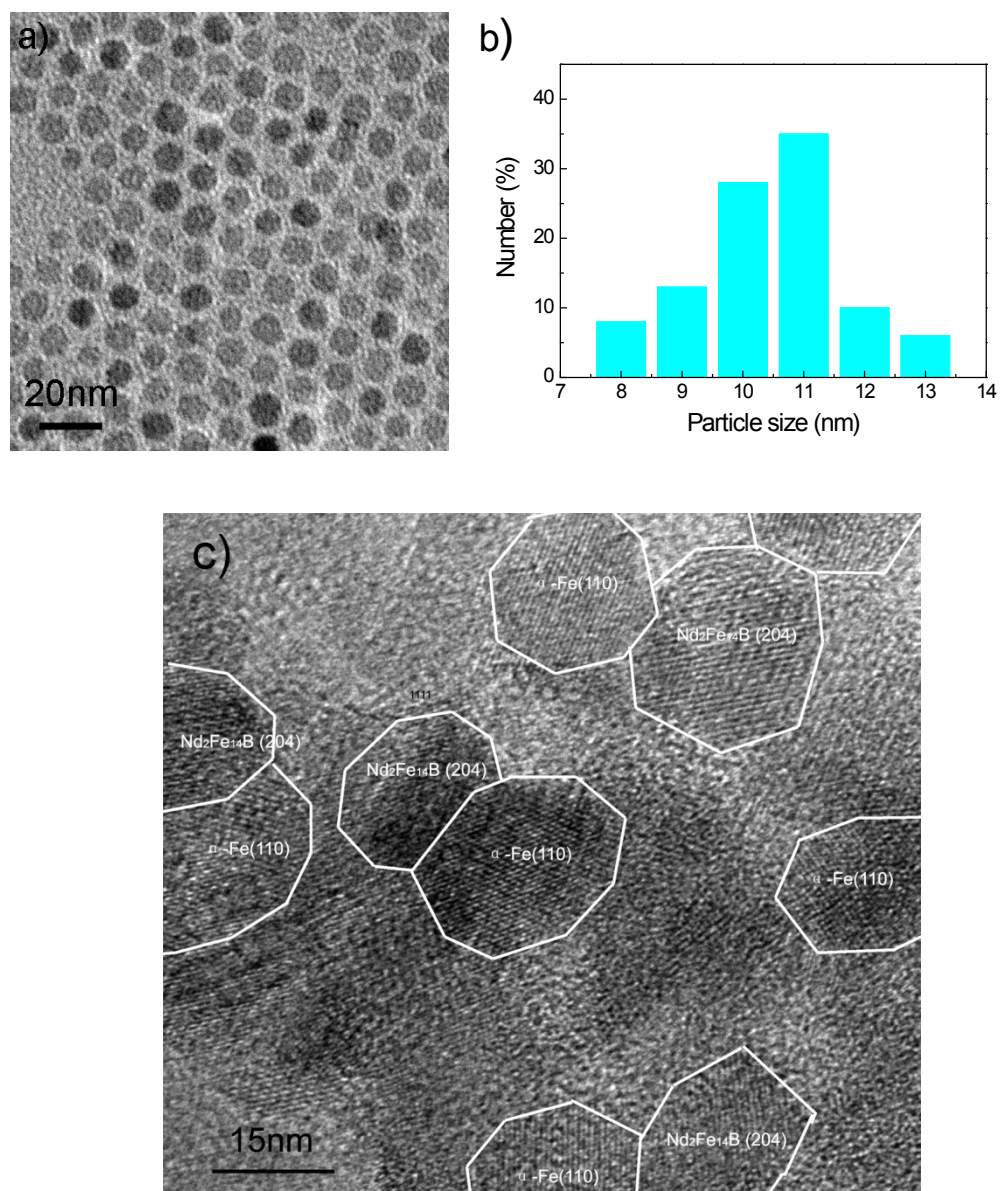 a)
20nm
b)
40
30
20
10
0
Number (%)
7 8 9 10 11 12 13 14
Particle size (nm)
c)
α-Fe(110)
Nd₂Fe₁₄B (204)
1111
Nd₂Fe₁₄B (204)
Nd₂Fe₁₄B (204)
α-Fe(110)
α-Fe(110)
α-Fe(110)
Nd₂Fe₁₄B (204)
α-Fe(110)
15nm